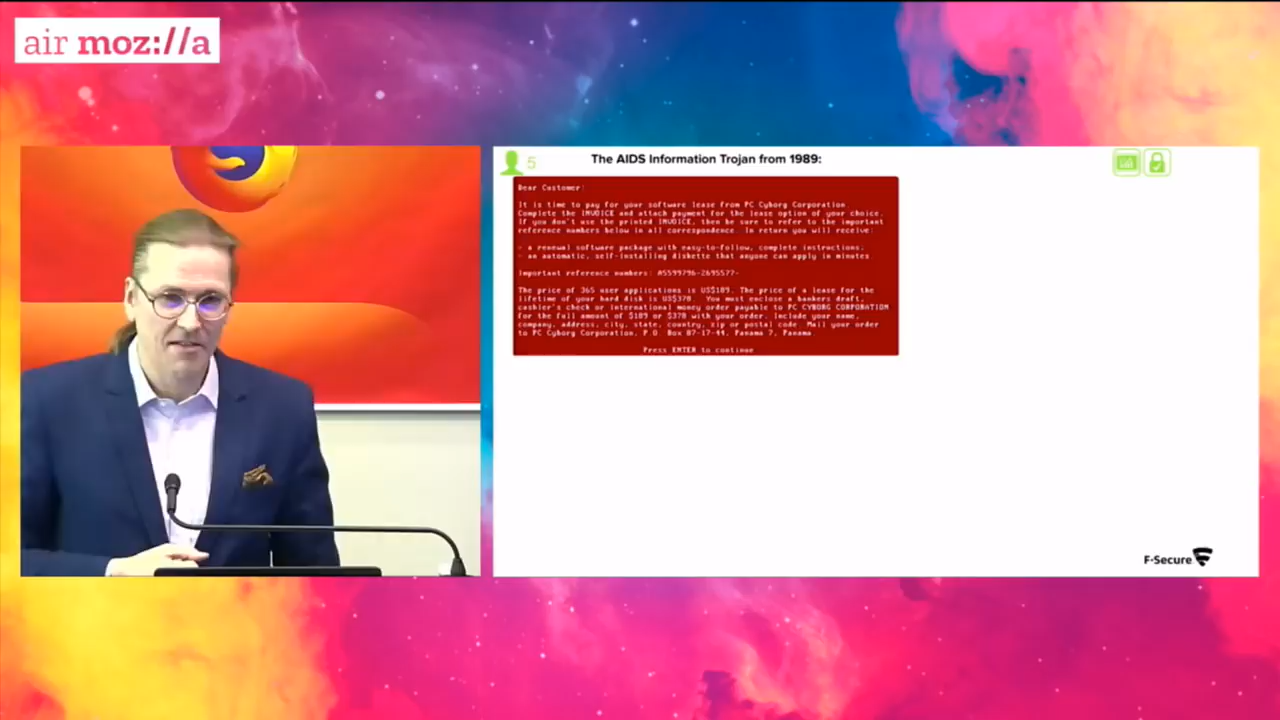 air moz://a
5
The AIDS Information Trojan from 1989:
Dear Customer:
It is time to pay for your software lease from PC Cyborg Corporation.
Complete the INVOICE and attach payment for the lease option of your choice.
If you don't use the printed INVOICE, then be sure to refer to the important
reference numbers below in all correspondence. In return you will receive:
- a renewal software package with easy-to-follow, complete instructions;
- an automatic, self-installing diskette that anyone can apply in minutes
Important reference numbers: A5599796-2695577-
The price of 365 user applications is US$189. The price of a lease for the
lifetime of your hard disk is US$378. You must enclose a bankers draft,
cashier's check or international money order payable to PC CYBORG CORPORATION
for the full amount of $189 or $378 with your order. Include your name,
company, address, city, state, country, zip or postal code. Mail your order
to PC Cyborg Corporation, P.O. Box 87-17-44, Panama 7, Panama.
Press ENTER to continue
F-Secure